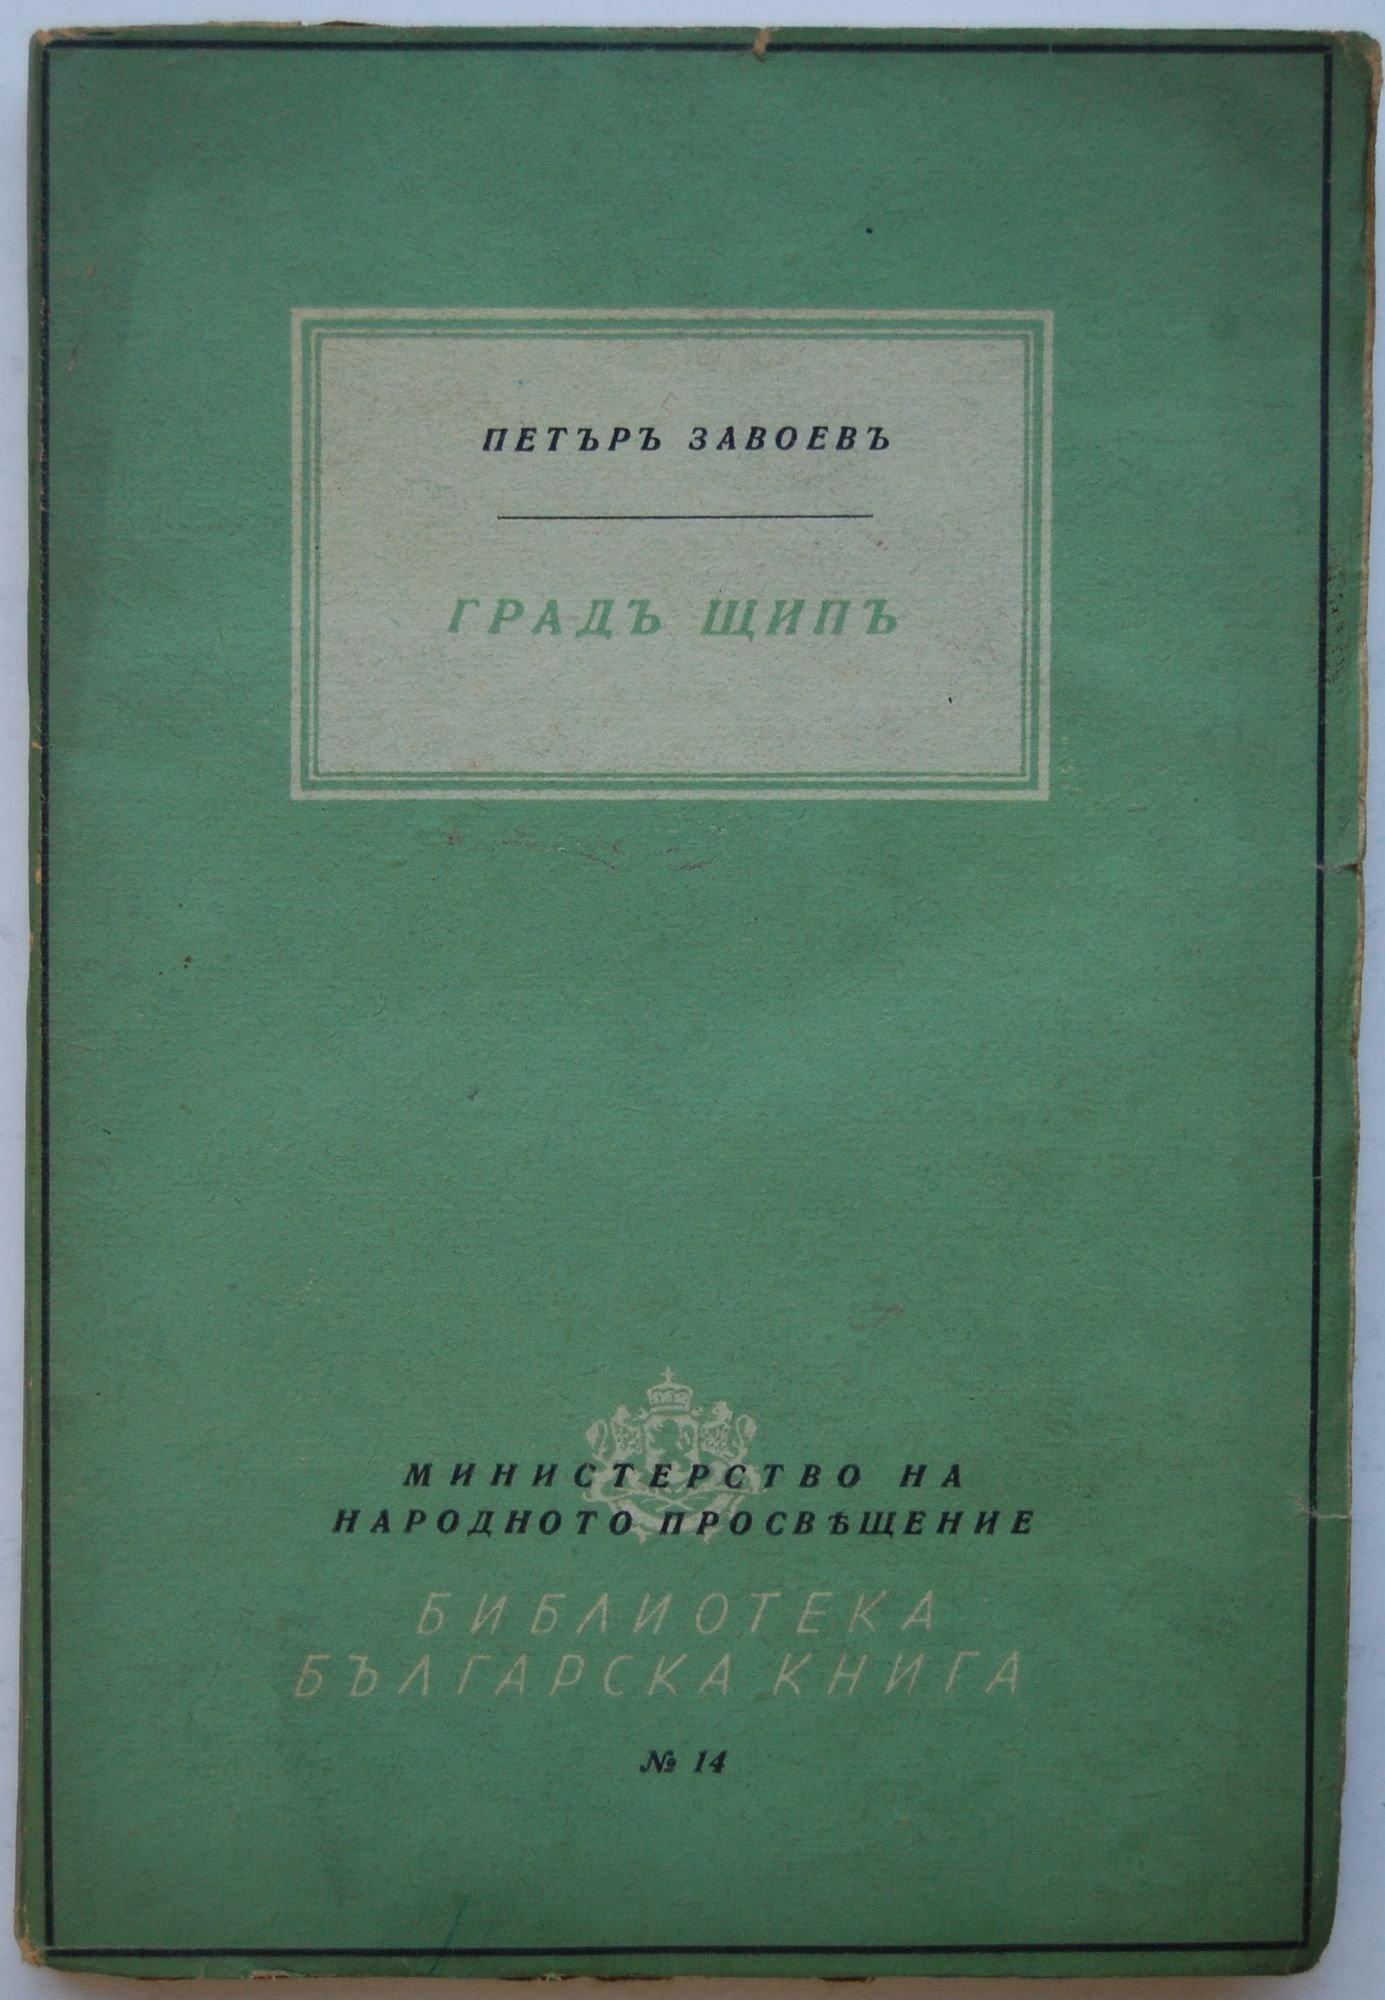 ПЕТЪРЪ ЗАВОЕВЪ
ГРАДЪ ЩИПЪ
МИНИСТЕРСТВО НА
НАРОДНОТО ПРОСВѢЩЕНИЕ
БИБЛИОТЕКА
БЪЛГАРСКА КНИГА
№ 14